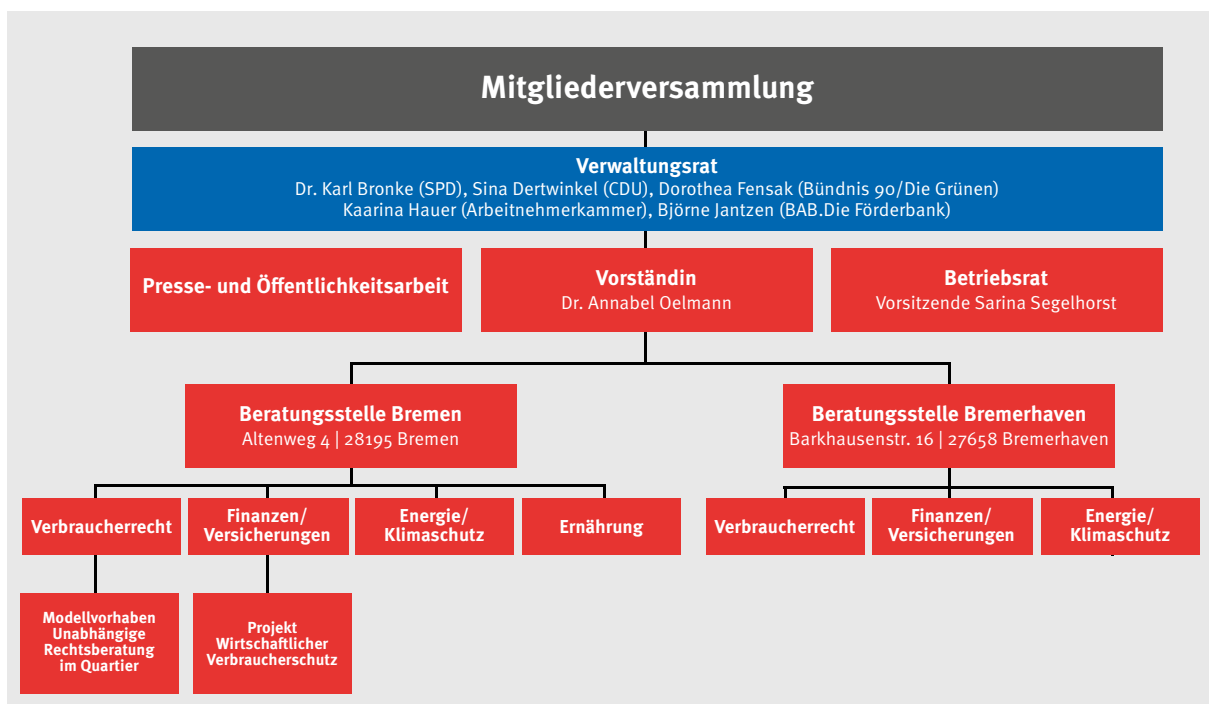 Mitgliederversammlung
Verwaltungsrat
Dr. Karl Bronke (SPD), Sina Dertwinkel (CDU), Dorothea Fensak (Bündnis 90/Die Grünen)
Kaarina Hauer (Arbeitnehmerkammer), Björne Jantzen (BAB.Die Förderbank)
Presse- und Öffentlichkeitsarbeit
Vorständin
Dr. Annabel Oelmann
Betriebsrat
Vorsitzende Sarina Segelhorst
Beratungsstelle Bremen
Altenweg 4 | 28195 Bremen
Beratungsstelle Bremerhaven
Barkhausenstr. 16 | 27658 Bremerhaven
Verbraucherrecht
Finanzen/
Versicherungen
Energie/
Klimaschutz
Ernährung
Verbraucherrecht
Finanzen/
Versicherungen
Energie/
Klimaschutz
Modellvorhaben
Unabhängige
Rechtsberatung
im Quartier
Projekt
Wirtschaftlicher
Verbraucherschutz